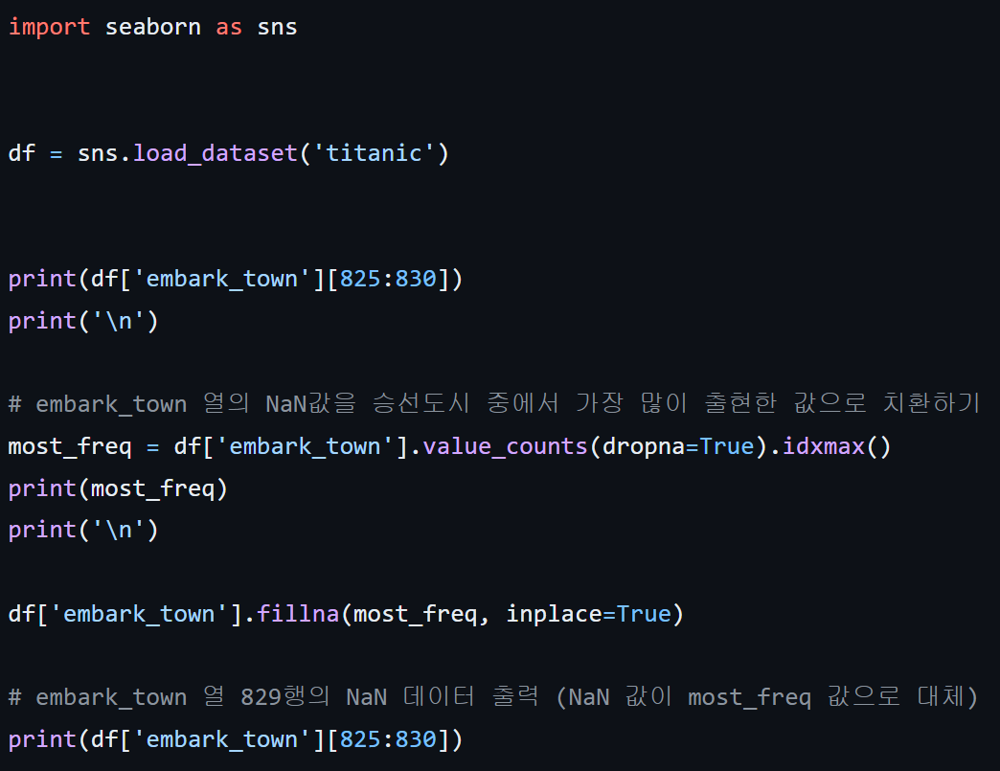 import seaborn as sns
df = sns.load_dataset('titanic')
print(df['embark_town'][825:830])
print('\n')
# embark_town 열의 NaN값을 승선도시 중에서 가장 많이 출현한 값으로 치환하기
most_freq = df['embark_town'].value_counts(dropna=True).idxmax()
print(most_freq)
print('\n')
df['embark_town'].fillna(most_freq, inplace=True)
# embark_town 열 829행의 NaN 데이터 출력 (NaN 값이 most_freq 값으로 대체)
print(df['embark_town'][825:830])